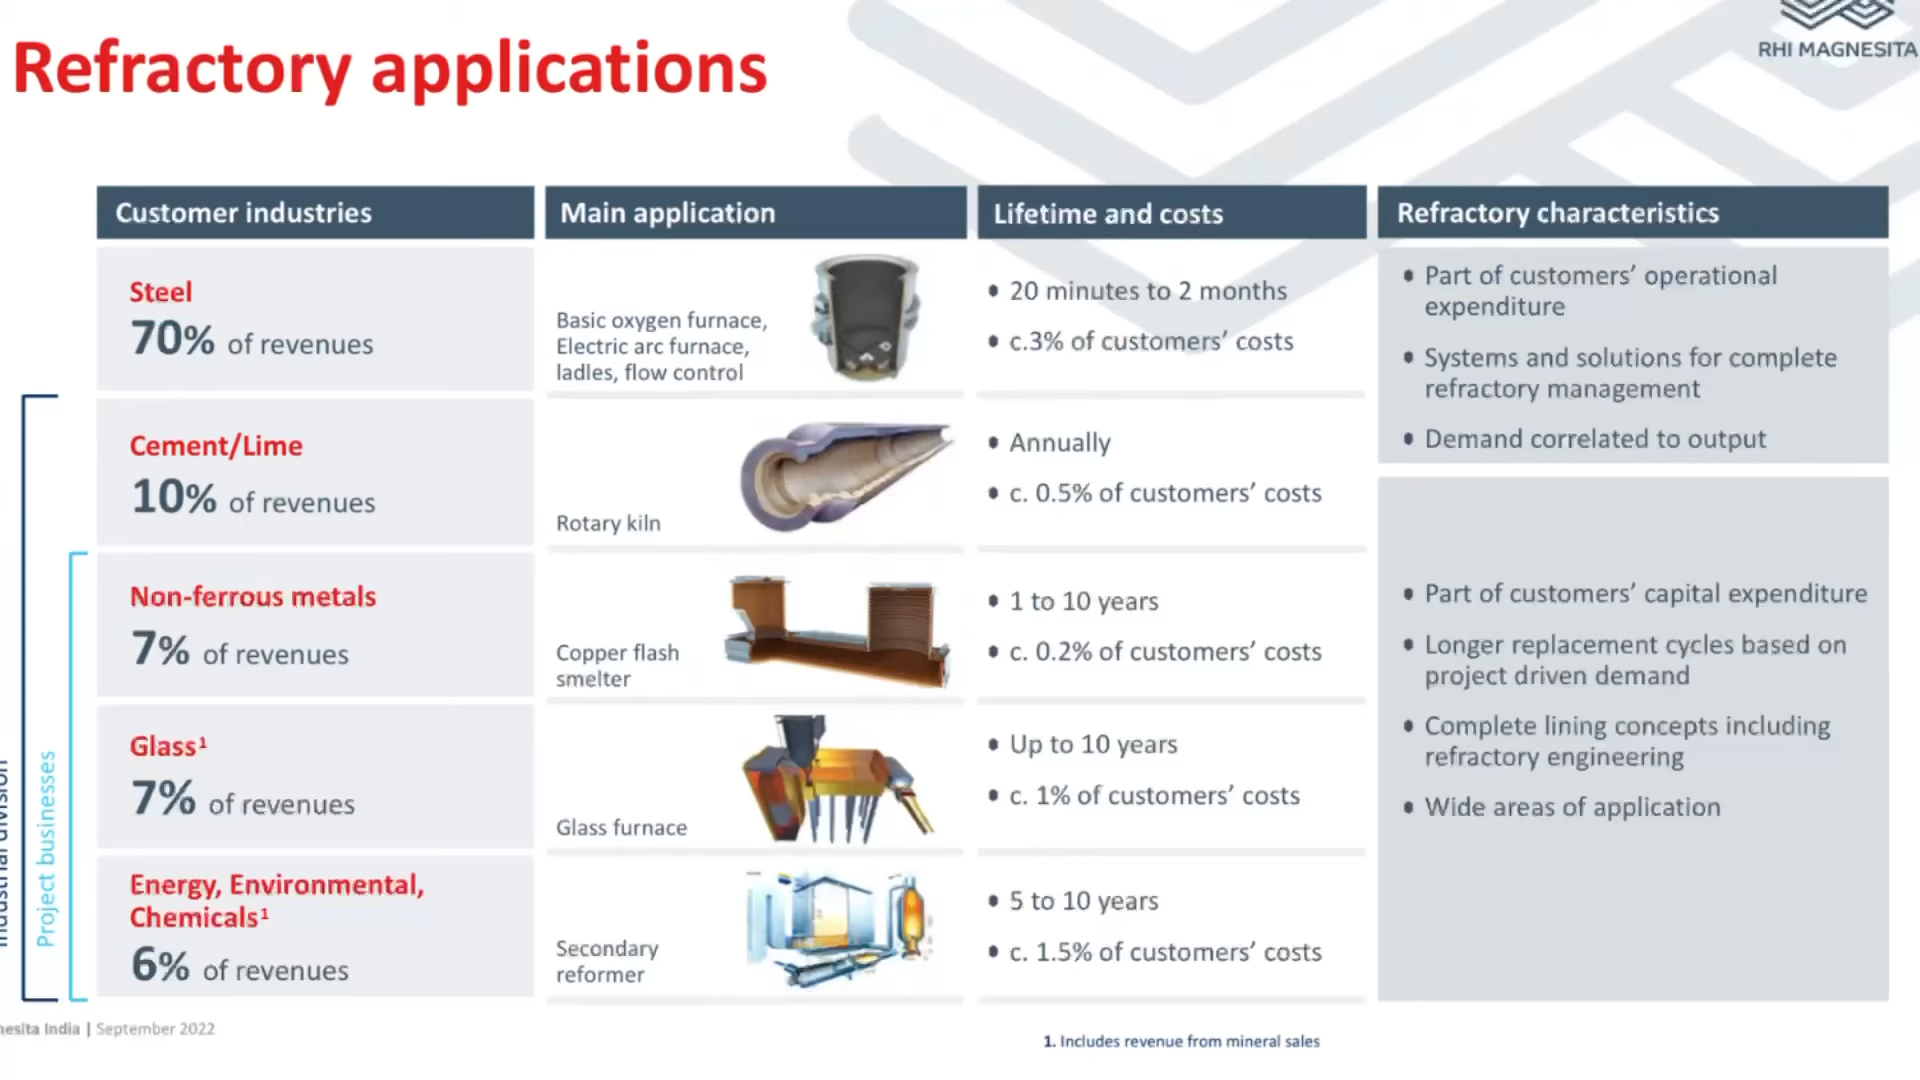 RHI MAGNESITA
Refractory applications
Customer industries
Main application
Lifetime and costs
Refractory characteristics
Steel
70% of revenues
Basic oxygen furnace,
Electric arc furnace,
ladles, flow control
• 20 minutes to 2 months
• c.3% of customers’ costs
• Part of customers’ operational
expenditure
• Systems and solutions for complete
refractory management
• Demand correlated to output
Cement/Lime
10% of revenues
Rotary kiln
• Annually
• c. 0.5% of customers’ costs
Non-ferrous metals
7% of revenues
Copper flash
smelter
• 1 to 10 years
• c. 0.2% of customers’ costs
• Part of customers’ capital expenditure
• Longer replacement cycles based on
project driven demand
• Complete lining concepts including
refractory engineering
• Wide areas of application
Glass¹
7% of revenues
Glass furnace
• Up to 10 years
• c. 1% of customers’ costs
Energy, Environmental,
Chemicals¹
6% of revenues
Secondary
reformer
• 5 to 10 years
• c. 1.5% of customers’ costs
division
Project businesses
India | September 2022
1. Includes revenue from mineral sales